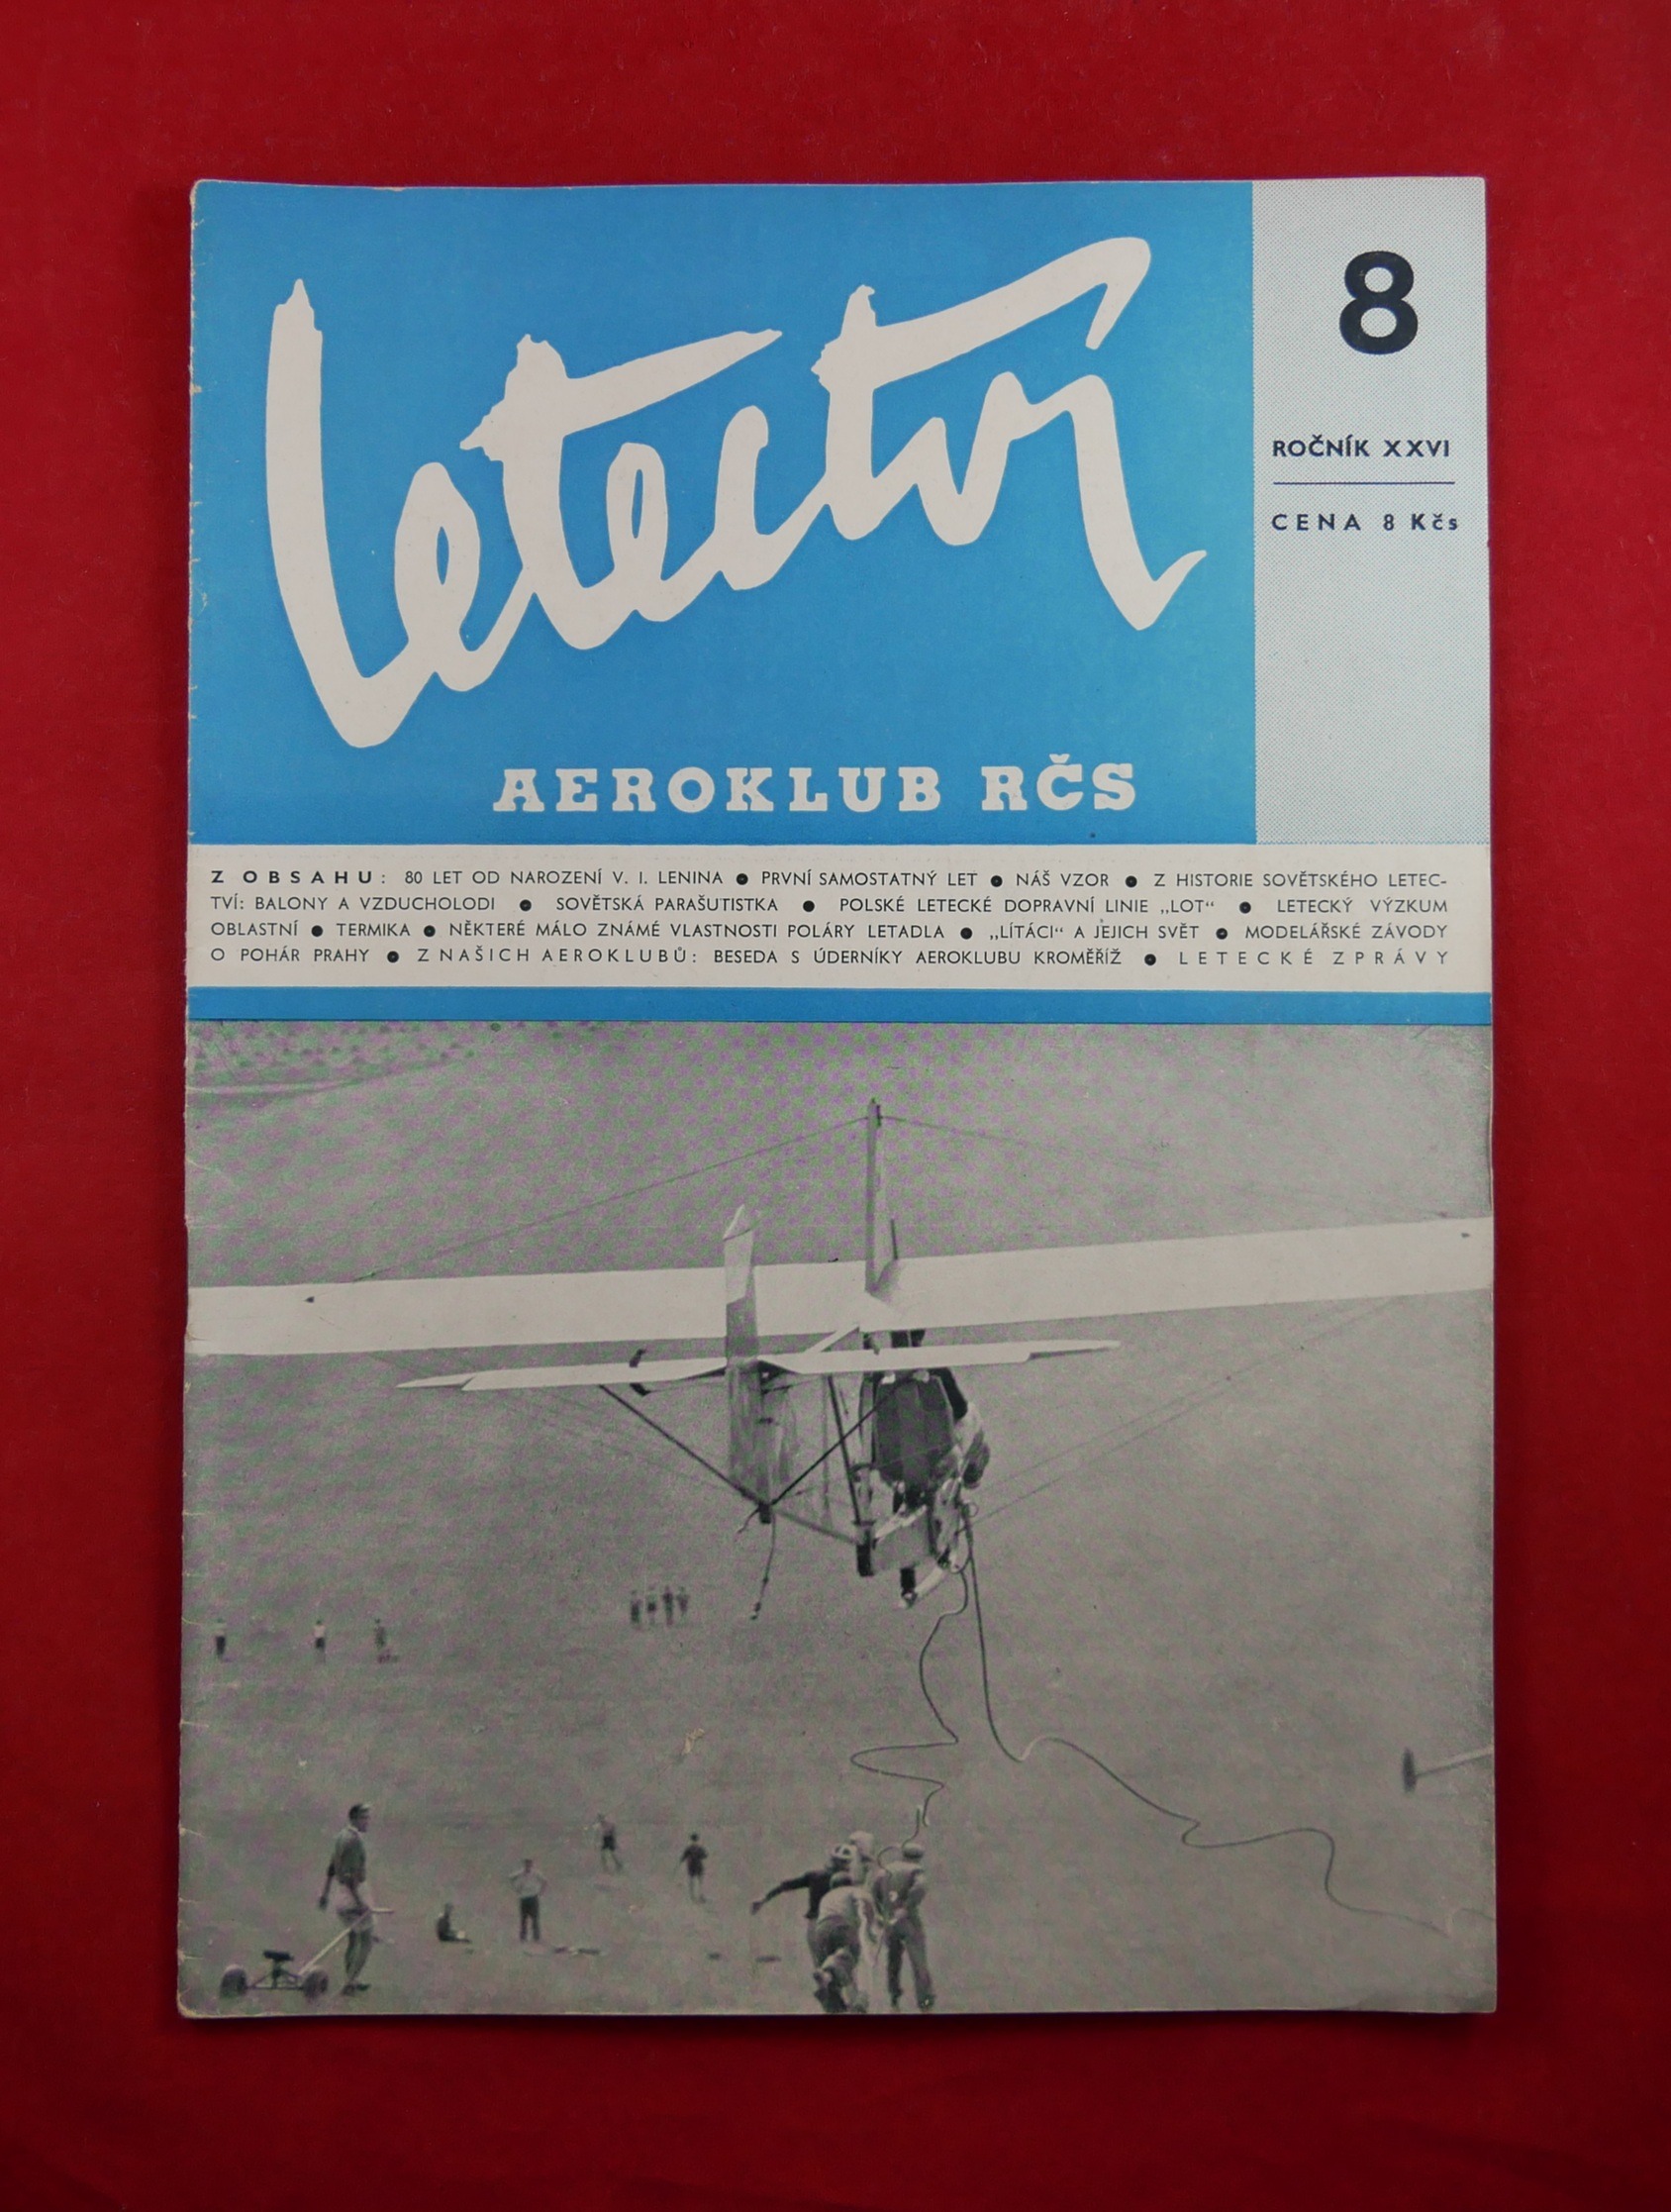 Letectví
8
ROČNÍK XXVI
CENA 8 Kčs
AEROKLUB RČS
Z OBSAHU: 80 LET OD NAROZENÍ V. I. LENINA ● PRVNÍ SAMOSTATNÝ LET ● NÁŠ VZOR ● Z HISTORIE SOVĚTSKÉHO LETEC-
TVÍ: BALONY A VZDUCHOLODI ● SOVĚTSKÁ PARAŠUTISTKA ● POLSKÉ LETECKÉ DOPRAVNÍ LINIE „LOT“ ● LETECKÝ VÝZKUM
OBLASTNÍ ● TERMIKA ● NĚKTERÉ MÁLO ZNÁMÉ VLASTNOSTI POLÁRY LETADLA ● „LÍTÁCI“ A JEJICH SVĚT ● MODELÁŘSKÉ ZÁVODY
O POHÁR PRAHY ● Z NAŠICH AEROKLUBŮ: BESEDA S ÚDERNÍKY AEROKLUBU KROMĚŘÍŽ ● LETECKÉ ZPRÁVY